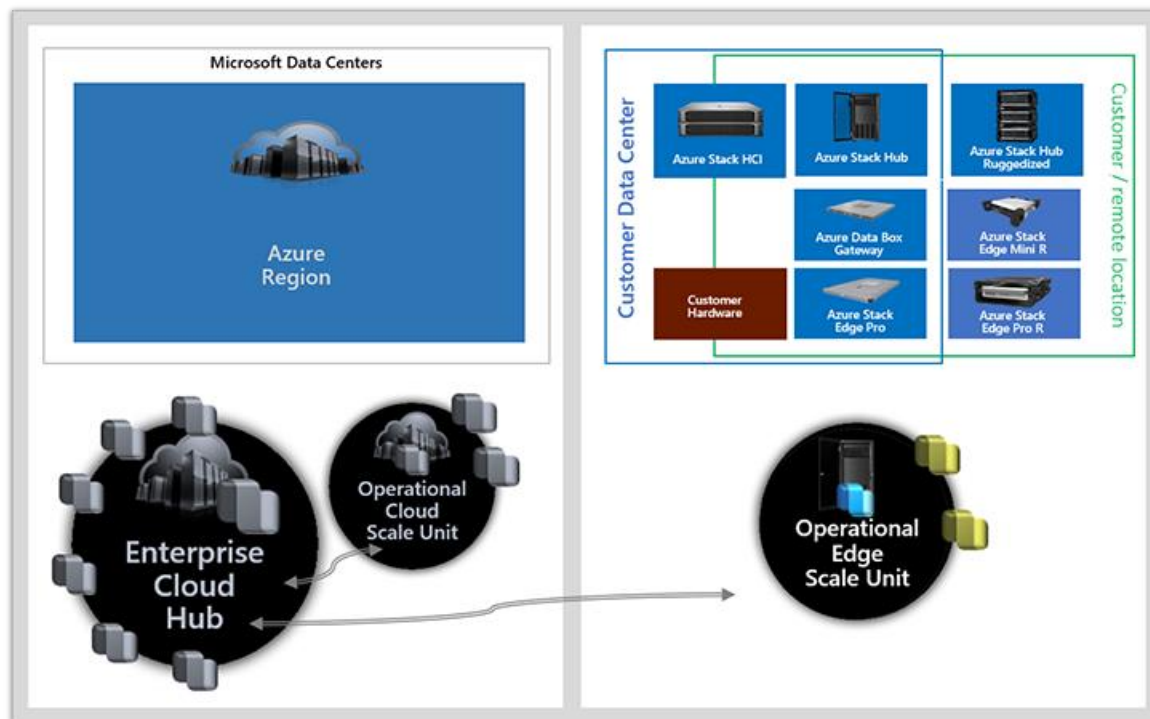 Microsoft Data Centers
Azure
Region
Enterprise
Cloud
Hub
Operational
Cloud
Scale Unit
Customer Data Center
Azure Stack HCI
Azure Stack Hub
Azure Stack Hub
Ruggedized
Azure Data Box
Gateway
Azure Stack
Edge Mini R
Customer
Hardware
Azure Stack
Edge Pro
Azure Stack
Edge Pro R
Customer / remote location
Operational
Edge
Scale Unit